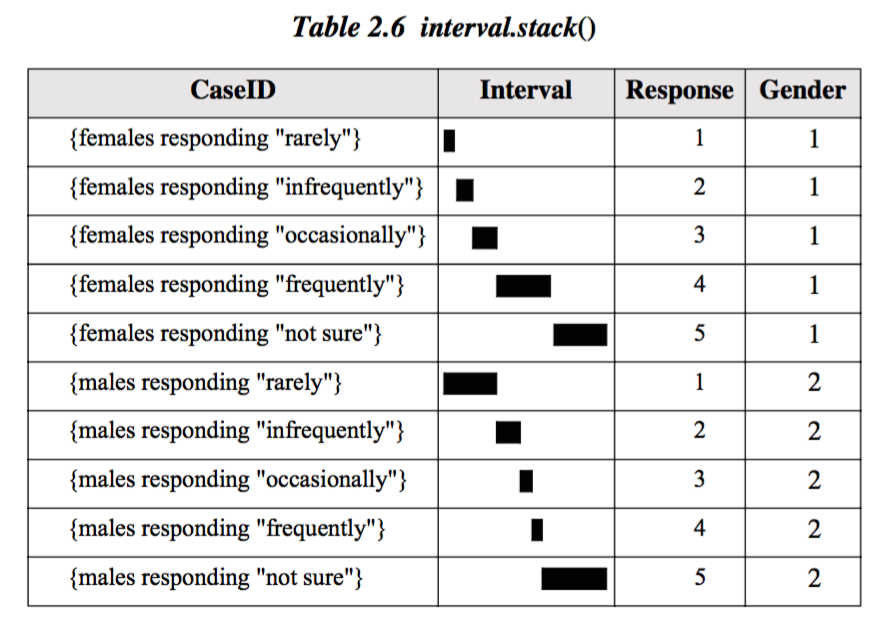 Table 2.6 interval.stack()
CaseID Interval Response Gender
{females responding "rarely"} 1 1
{females responding "infrequently"} 2 1
{females responding "occasionally"} 3 1
{females responding "frequently"} 4 1
{females responding "not sure"} 5 1
{males responding "rarely"} 1 2
{males responding "infrequently"} 2 2
{males responding "occasionally"} 3 2
{males responding "frequently"} 4 2
{males responding "not sure"} 5 2